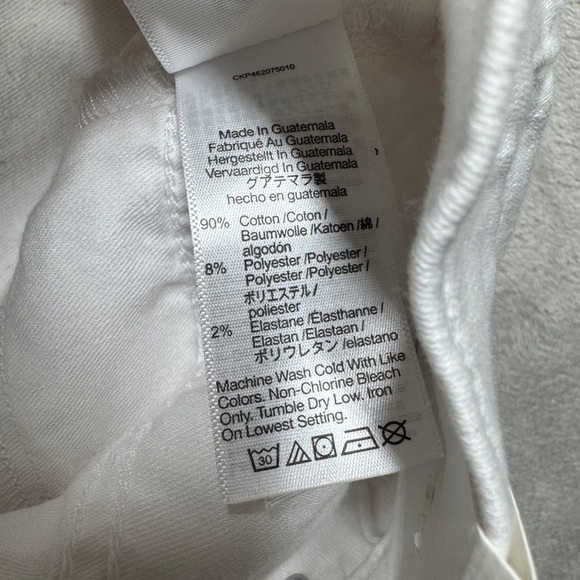 CKP462075010
Made In Guatemala
Fabriqué Au Guatemala
Hergestellt In Guatemala
Vervaardigd In Guatemala
グアテマラ製
hecho en guatemala
90% Cotton /Coton /
Baumwolle /Katoen /綿 /
algodón
8% Polyester /Polyester /
Polyester /Polyester /
ポリエステル /
poliester
2% Elastane /Élasthanne /
Elastan /Elastaan /
ポリウレタン /elastano
Machine Wash Cold With Like
Colors. Non-Chlorine Bleach
Only. Tumble Dry Low. Iron
On Lowest Setting.
30